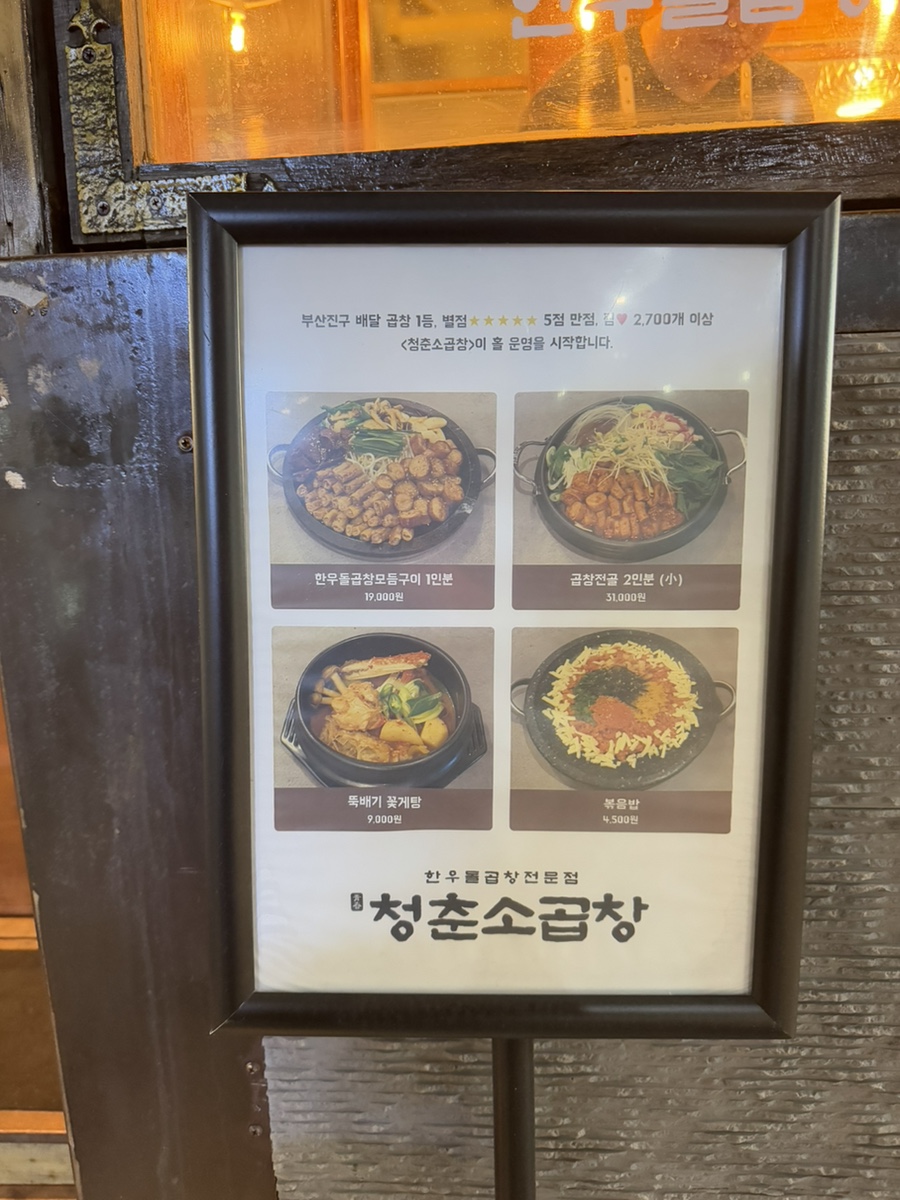 한우돌곱창
부산진구 배달 곱창 1등, 별점★★★★★ 5점 만점, 찜♥ 2,700개 이상
<청춘소곱창>이 홀 운영을 시작합니다.
한우돌곱창모듬구이 1인분
19,000원
곱창전골 2인분 (小)
31,000원
뚝배기 꽃게탕
9,000원
볶음밥
4,500원
한우돌곱창전문점
청춘소곱창